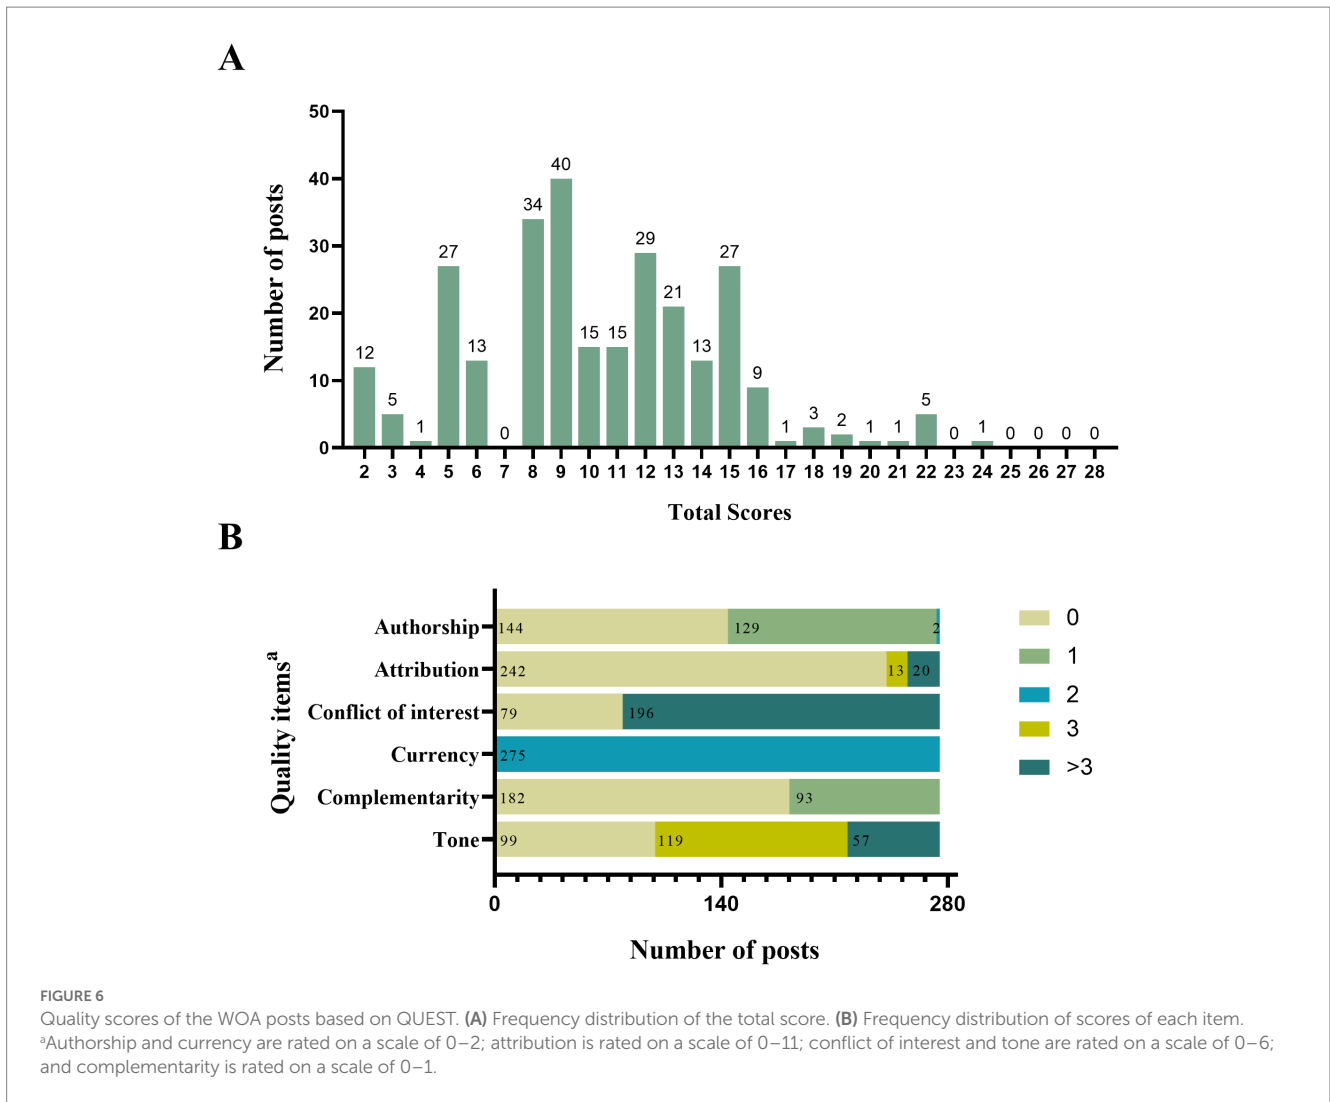 A
50
40
30
20
10
0
Number of posts
12
5
1
27
13
0
34
40
15
15
29
21
13
27
9
1
3
2
1
1
5
0
1
0
0
0
0
2 3 4 5 6 7 8 9 10 11 12 13 14 15 16 17 18 19 20 21 22 23 24 25 26 27 28
Total Scores
B
Quality itemsᵃ
Authorship 144 129 2
Attribution 242 13 20
Conflict of interest 79 196
Currency 275
Complementarity 182 93
Tone 99 119 57
0 140 280
Number of posts
0
1
2
3
>3
FIGURE 6
Quality scores of the WOA posts based on QUEST. (A) Frequency distribution of the total score. (B) Frequency distribution of scores of each item.
ᵃAuthorship and currency are rated on a scale of 0–2; attribution is rated on a scale of 0–11; conflict of interest and tone are rated on a scale of 0–6;
and complementarity is rated on a scale of 0–1.